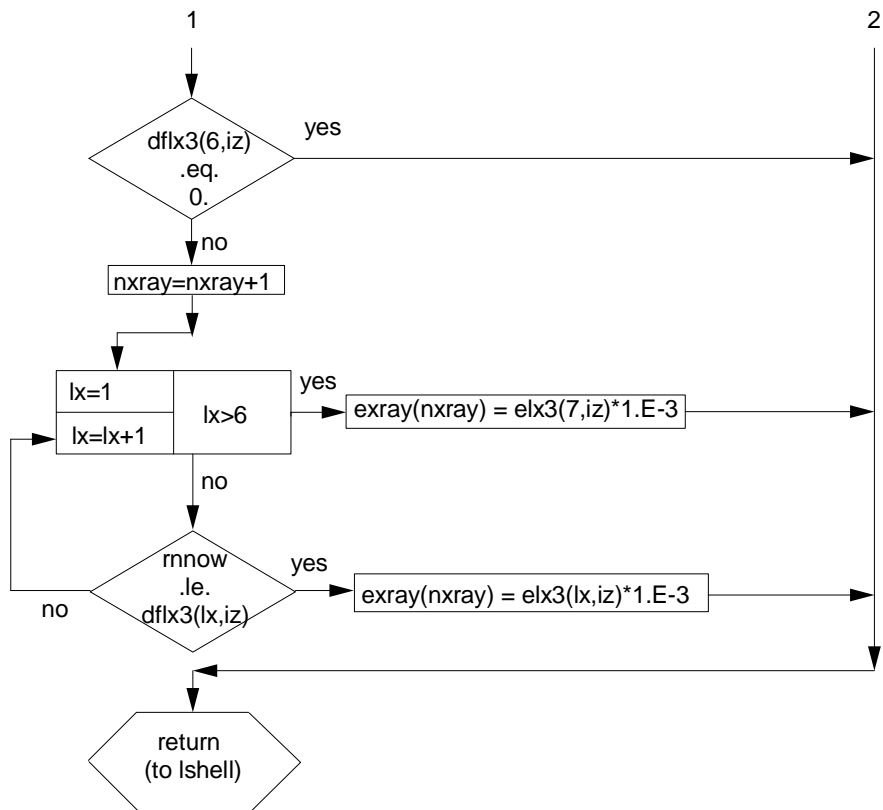 1
2
dflx3(6,iz)
.eq.
0.
yes
no
nxray=nxray+1
lx=1
lx=lx+1
lx>6
yes
exray(nxray) = elx3(7,iz)*1.E-3
no
rnnow
.le.
dflx3(lx,iz)
yes
exray(nxray) = elx3(lx,iz)*1.E-3
no
return
(to lshell)